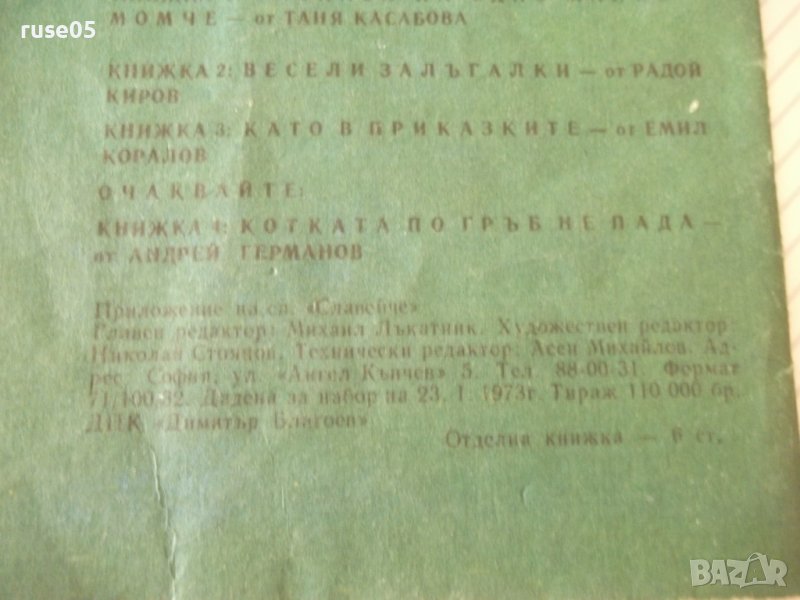 ruse05
МОМЧЕ — от ТАНЯ КАСАБОВА
КНИЖКА 2: ВЕСЕЛИ ЗАЛЪГАЛКИ — от РАДОЙ
КИРОВ
КНИЖКА 3: КАТО В ПРИКАЗКИТЕ — от ЕМИЛ
КОРАЛОВ
ОЧАКВАЙТЕ:
КНИЖКА 4: КОТКАТА ПО ГРЪБ НЕ ПАДА —
от АНДРЕЙ ГЕРМАНОВ
Приложение на сп. «Славейче»
Главен редактор: Михаил Лъкатник. Художествен редактор:
Николай Стоянов. Технически редактор: Асен Михайлов. Ад-
рес. София, ул. «Ангел Кънчев» 5. Тел. 88-00-31. Формат
71/100-32. Дадена за набор на 23. I. 1973г. Тираж 110 000 бр.
ДПК «Димитър Благоев»
Отделна книжка — 6 ст.
BAZAR